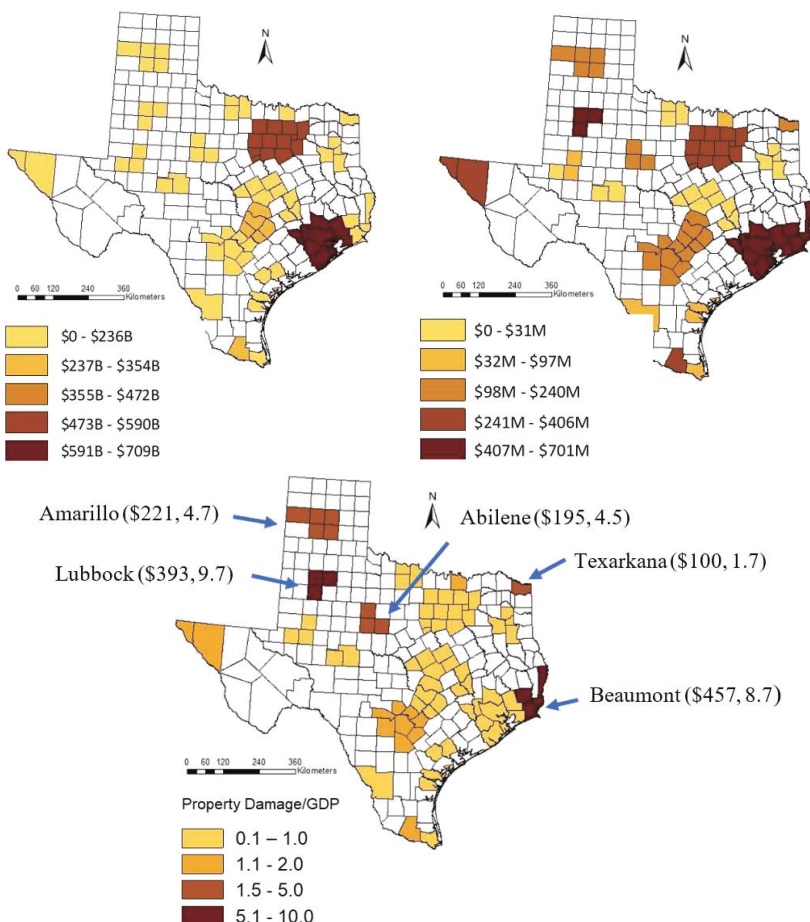 N
0 60 120 240 360
Kilometers
$0 - $236B
$237B - $354B
$355B - $472B
$473B - $590B
$591B - $709B
N
0 60 120 240 360
Kilometers
$0 - $31M
$32M - $97M
$98M - $240M
$241M - $406M
$407M - $701M
N
Amarillo ($221, 4.7)
Abilene ($195, 4.5)
Lubbock ($393, 9.7)
Texarkana ($100, 1.7)
Beaumont ($457, 8.7)
0 60 120 240 360
Kilometers
Property Damage/GDP
0.1 – 1.0
1.1 - 2.0
1.5 - 5.0
5.1 - 10.0